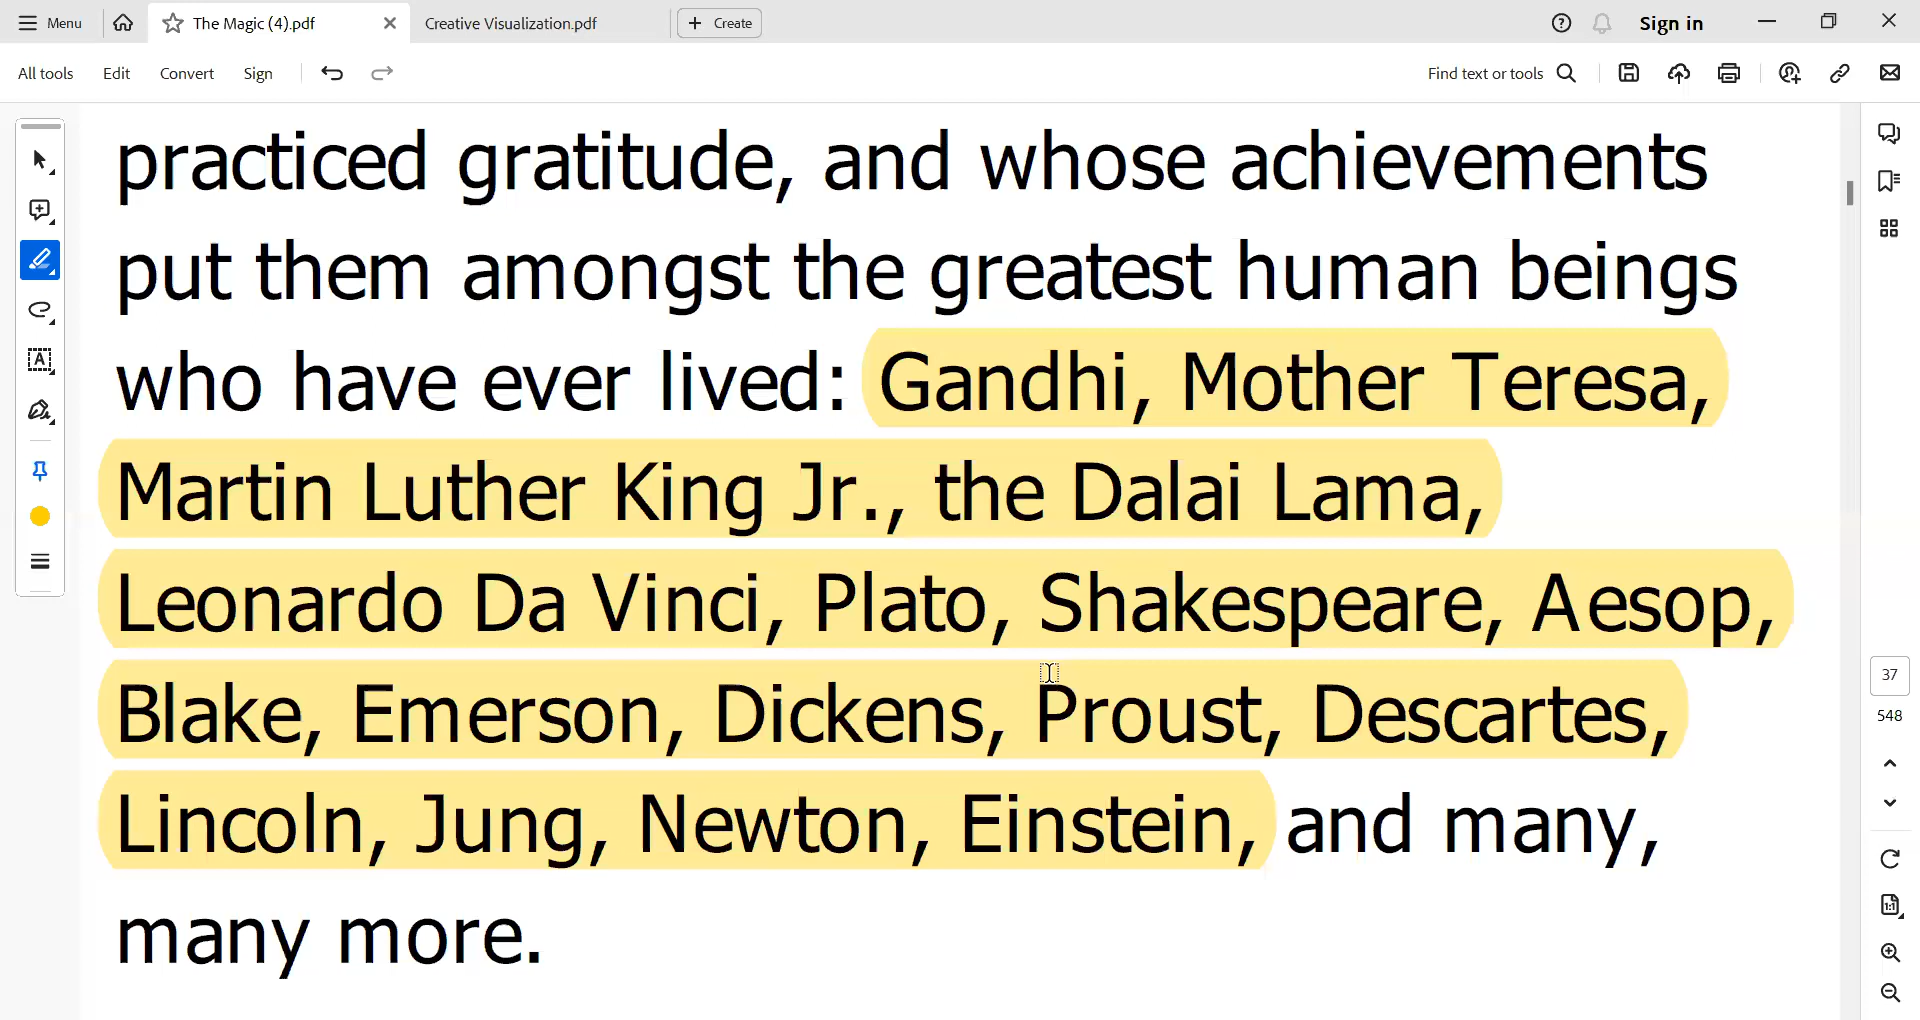 Menu
The Magic (4).pdf
Creative Visualization.pdf
Create
Sign in
All tools
Edit
Convert
Sign
Find text or tools
practiced gratitude, and whose achievements
put them amongst the greatest human beings
who have ever lived: Gandhi, Mother Teresa,
Martin Luther King Jr., the Dalai Lama,
Leonardo Da Vinci, Plato, Shakespeare, Aesop,
Blake, Emerson, Dickens, Proust, Descartes,
Lincoln, Jung, Newton, Einstein, and many,
many more.
37
548